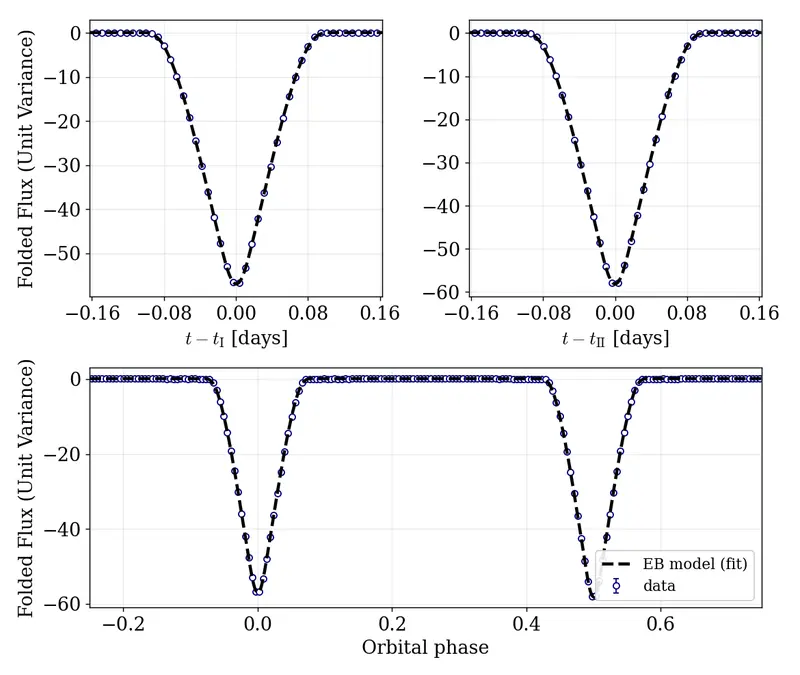 0
−10
−20
−30
−40
−50
Folded Flux (Unit Variance)
−0.16 −0.08 0.00 0.08 0.16
t − t_I [days]
0
−10
−20
−30
−40
−50
−60
−0.16 −0.08 0.00 0.08 0.16
t − t_II [days]
0
−20
−40
−60
Folded Flux (Unit Variance)
EB model (fit)
data
−0.2 0.0 0.2 0.4 0.6
Orbital phase